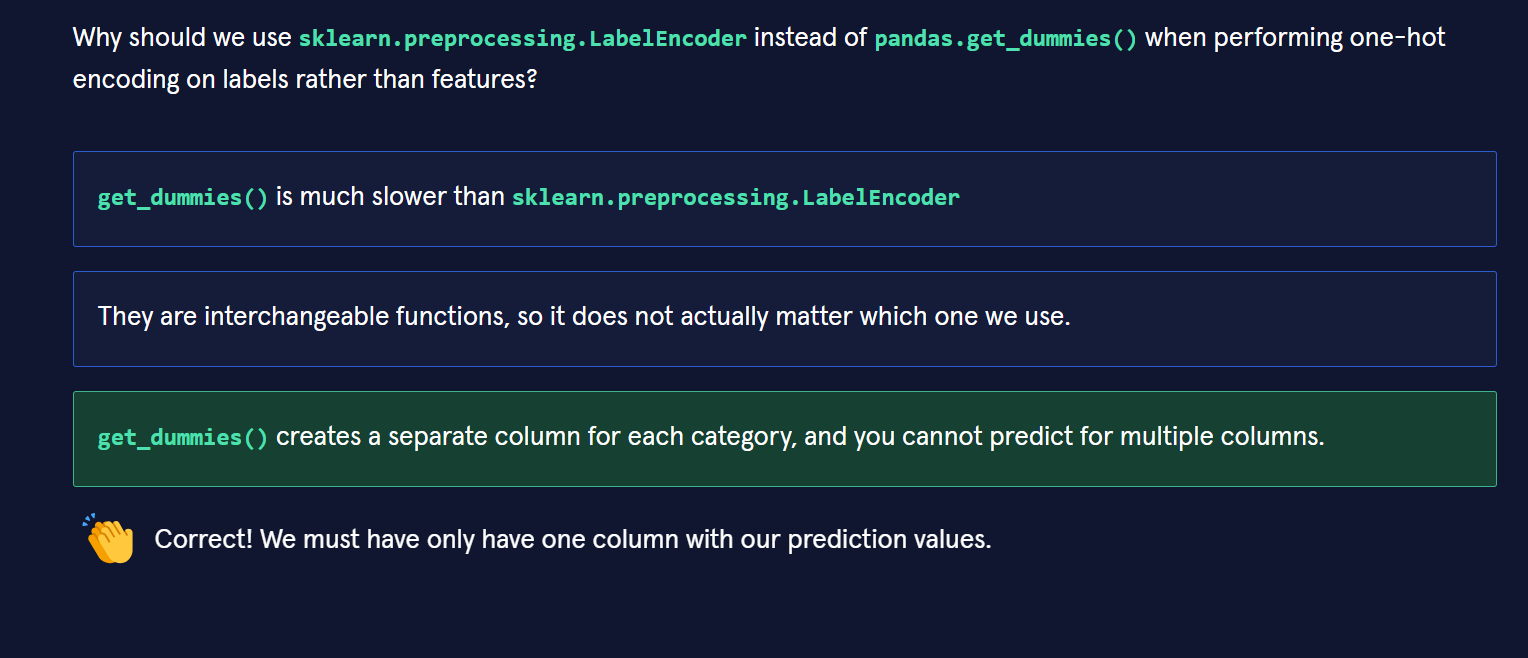 Why should we use sklearn.preprocessing.LabelEncoder instead of pandas.get_dummies() when performing one-hot
encoding on labels rather than features?
get_dummies() is much slower than sklearn.preprocessing.LabelEncoder
They are interchangeable functions, so it does not actually matter which one we use.
get_dummies() creates a separate column for each category, and you cannot predict for multiple columns.
Correct! We must have only have one column with our prediction values.